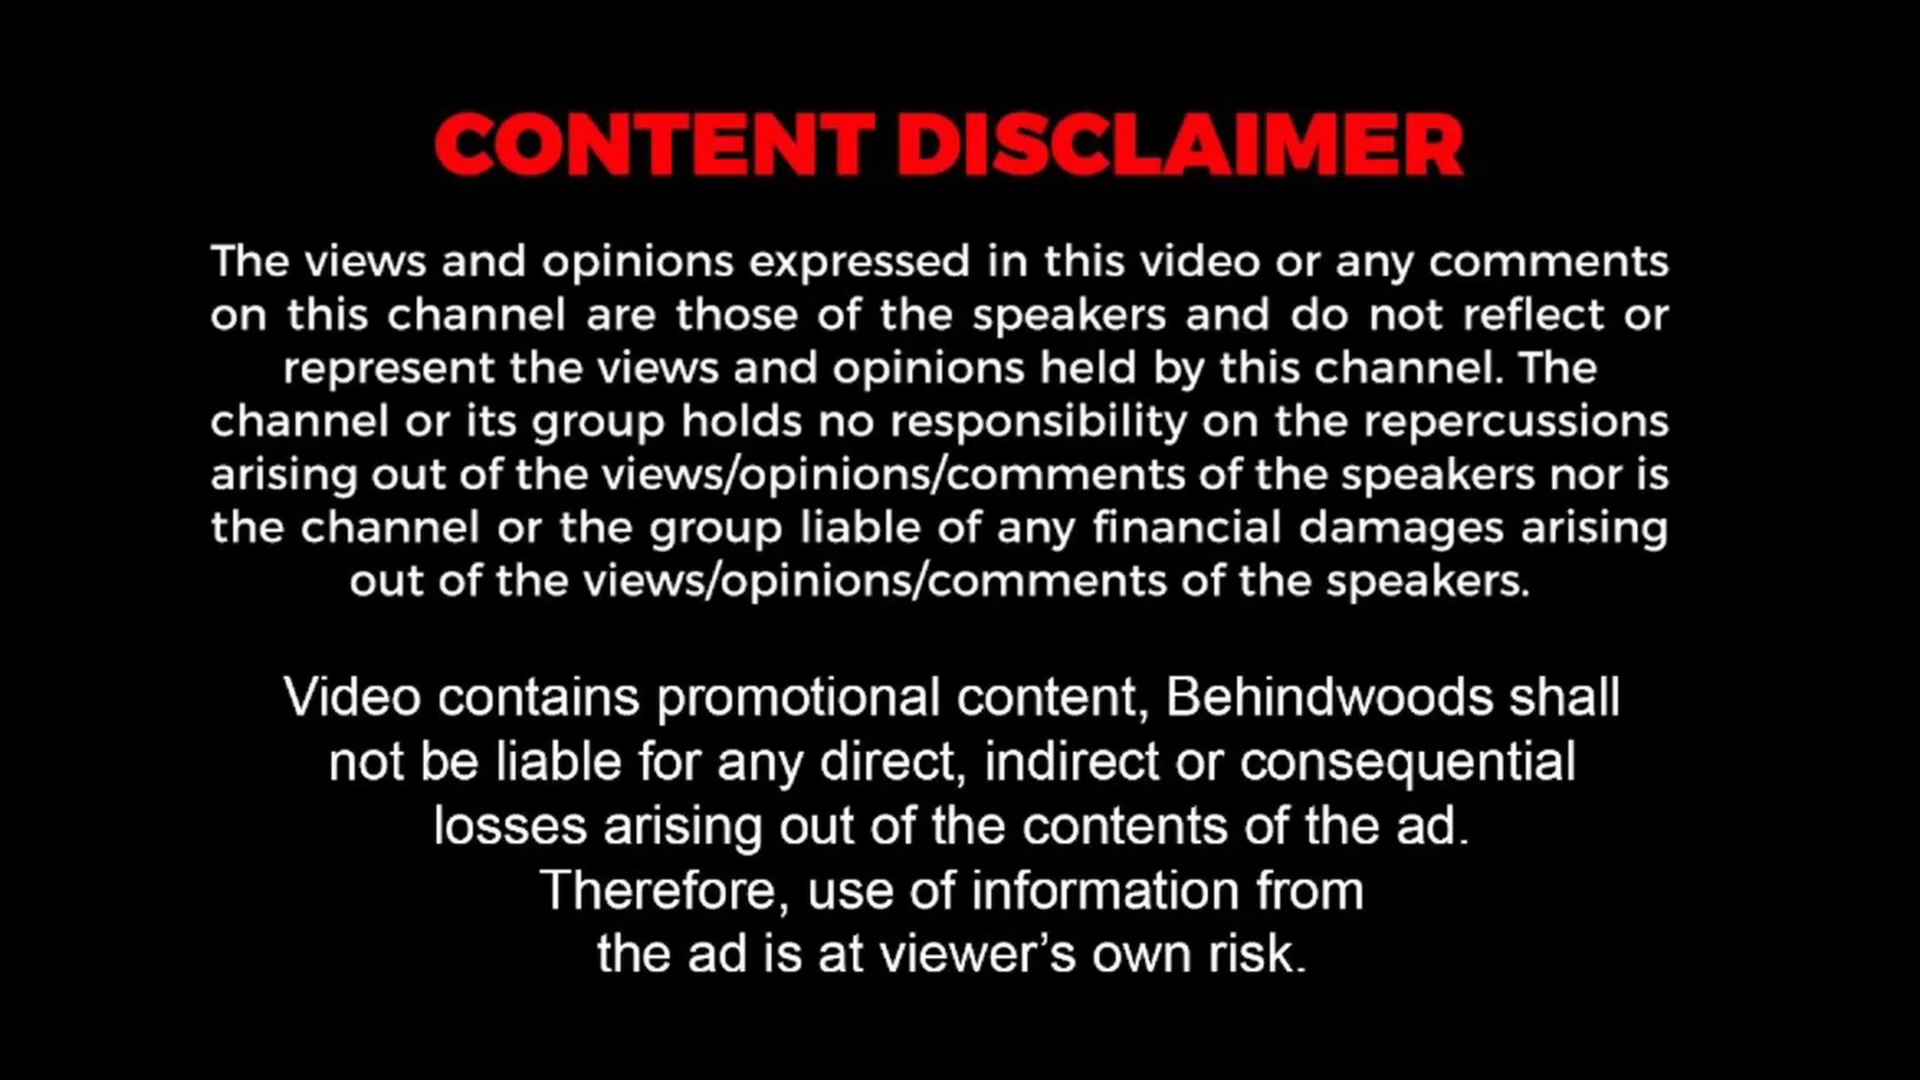 CONTENT DISCLAIMER
The views and opinions expressed in this video or any comments
on this channel are those of the speakers and do not reflect or
represent the views and opinions held by this channel. The
channel or its group holds no responsibility on the repercussions
arising out of the views/opinions/comments of the speakers nor is
the channel or the group liable of any financial damages arising
out of the views/opinions/comments of the speakers.
Video contains promotional content, Behindwoods shall
not be liable for any direct, indirect or consequential
losses arising out of the contents of the ad.
Therefore, use of information from
the ad is at viewer’s own risk.